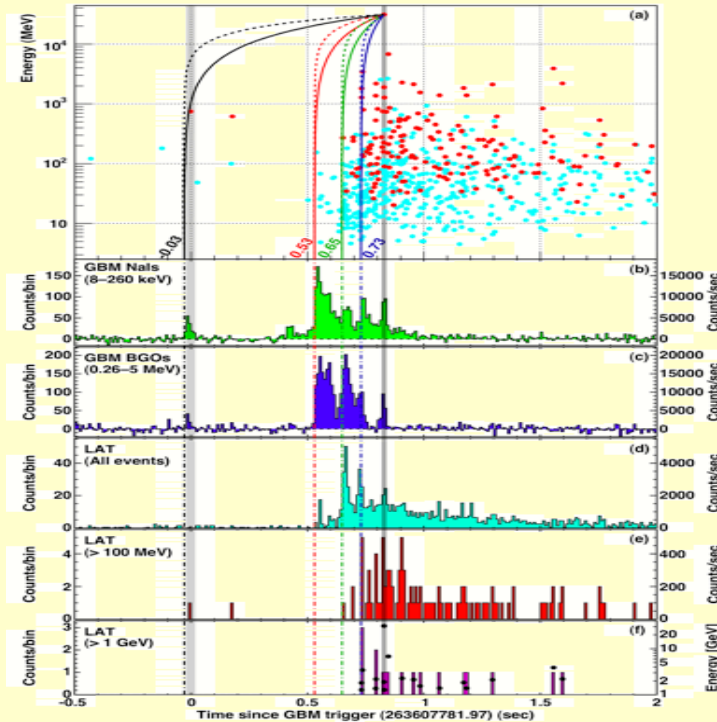 (a)
Energy (MeV)
10⁴
10³
10²
10
-0.03
0.53
0.65
0.73
GBM NaIs
(8–260 keV)
(b)
Counts/bin
150
100
50
0
15000
10000
5000
0
Counts/sec
GBM BGOs
(0.26–5 MeV)
(c)
Counts/bin
200
150
100
50
0
20000
15000
10000
5000
0
Counts/sec
LAT
(All events)
(d)
Counts/bin
40
20
0
4000
2000
0
Counts/sec
LAT
(> 100 MeV)
(e)
Counts/bin
4
2
0
400
200
0
Counts/sec
LAT
(> 1 GeV)
(f)
Counts/bin
3
2
1
0
20
10
5
2
1
Energy [GeV]
-0.5 0 0.5 1 1.5 2
Time since GBM trigger (263607781.97) (sec)